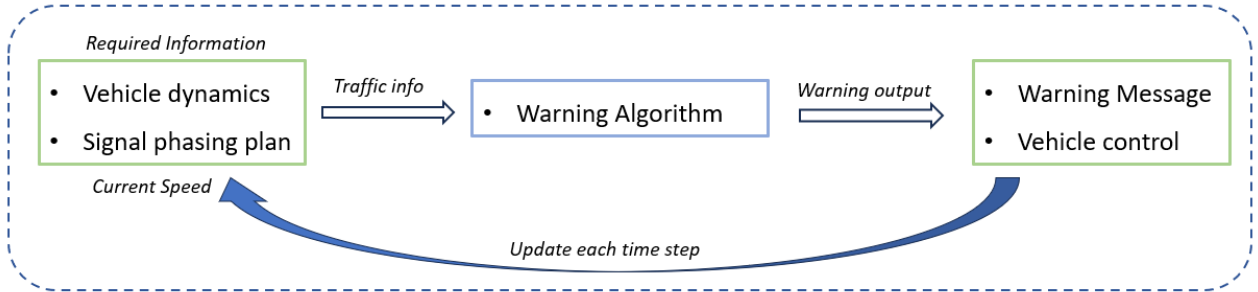 Required Information
• Vehicle dynamics
• Signal phasing plan
Current Speed
Traffic info
• Warning Algorithm
Warning output
• Warning Message
• Vehicle control
Update each time step